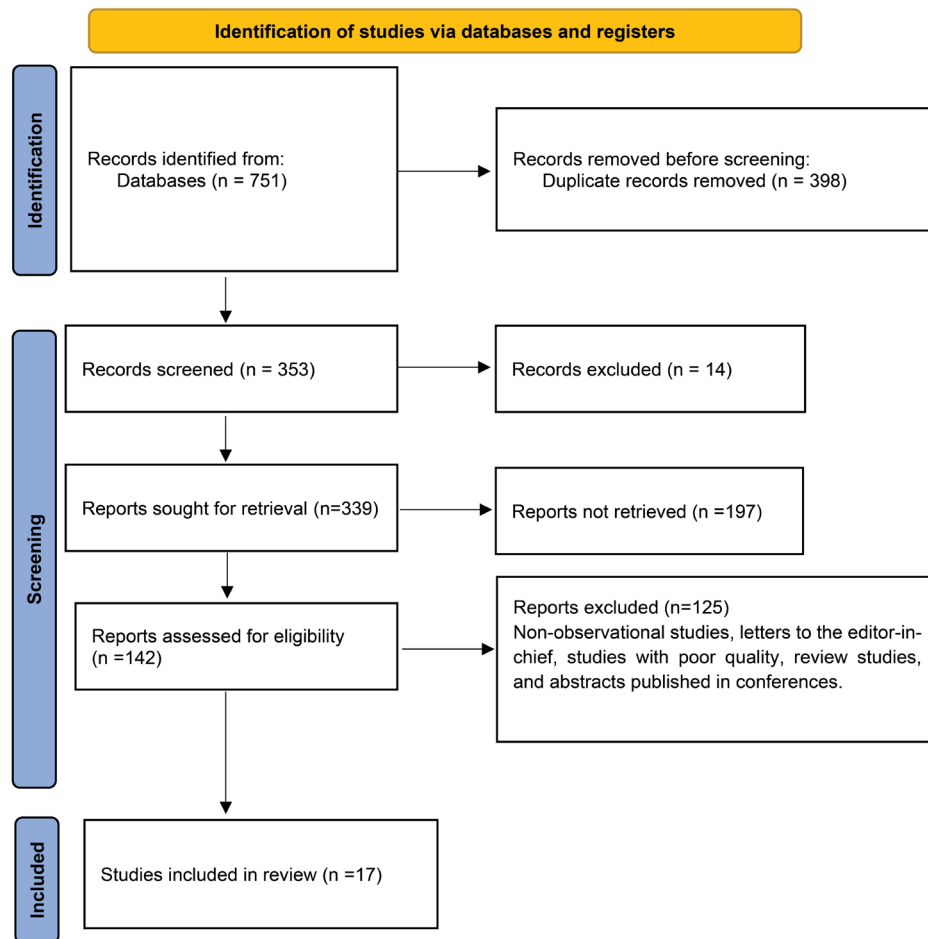 Identification of studies via databases and registers
Identification
Records identified from:
Databases (n = 751)
Records removed before screening:
Duplicate records removed (n = 398)
Screening
Records screened (n = 353)
Records excluded (n = 14)
Reports sought for retrieval (n=339)
Reports not retrieved (n =197)
Reports assessed for eligibility
(n =142)
Reports excluded (n=125)
Non-observational studies, letters to the editor-in-
chief, studies with poor quality, review studies,
and abstracts published in conferences.
Included
Studies included in review (n =17)